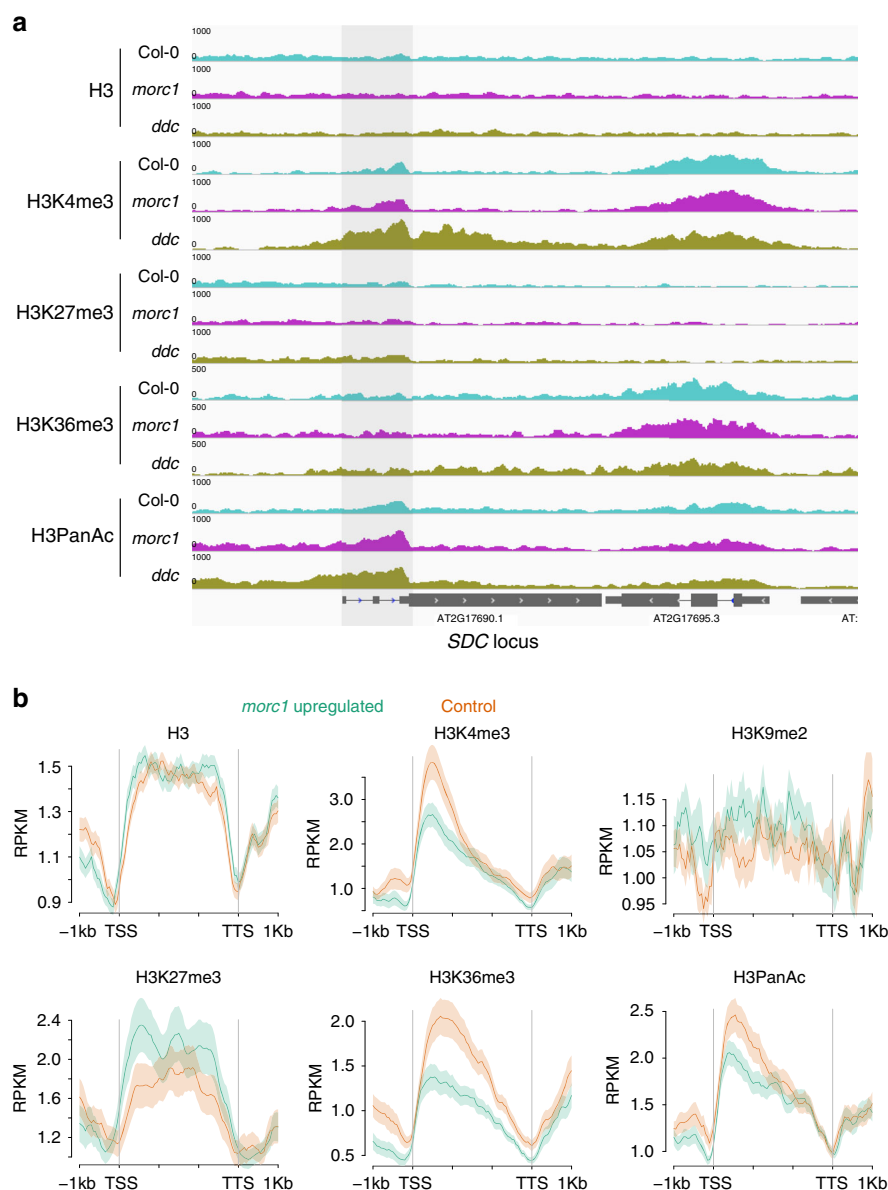 a
H3
Col-0
1000
0
morc1
1000
0
ddc
1000
0
H3K4me3
Col-0
1000
0
morc1
1000
0
ddc
1000
0
H3K27me3
Col-0
1000
0
morc1
1000
0
ddc
1000
0
H3K36me3
Col-0
500
0
morc1
500
0
ddc
500
0
H3PanAc
Col-0
1000
0
morc1
1000
0
ddc
1000
0
AT2G17690.1 AT2G17695.3 AT:
SDC locus
b
morc1 upregulated Control
H3
RPKM
1.5
1.3
1.1
0.9
−1kb TSS TTS 1Kb
H3K4me3
RPKM
3.0
2.0
1.0
−1kb TSS TTS 1Kb
H3K9me2
RPKM
1.15
1.10
1.05
1.00
0.95
−1kb TSS TTS 1Kb
H3K27me3
RPKM
2.4
2.0
1.6
1.2
−1kb TSS TTS 1Kb
H3K36me3
RPKM
2.0
1.5
1.0
0.5
−1kb TSS TTS 1Kb
H3PanAc
RPKM
2.5
2.0
1.5
1.0
−1kb TSS TTS 1Kb